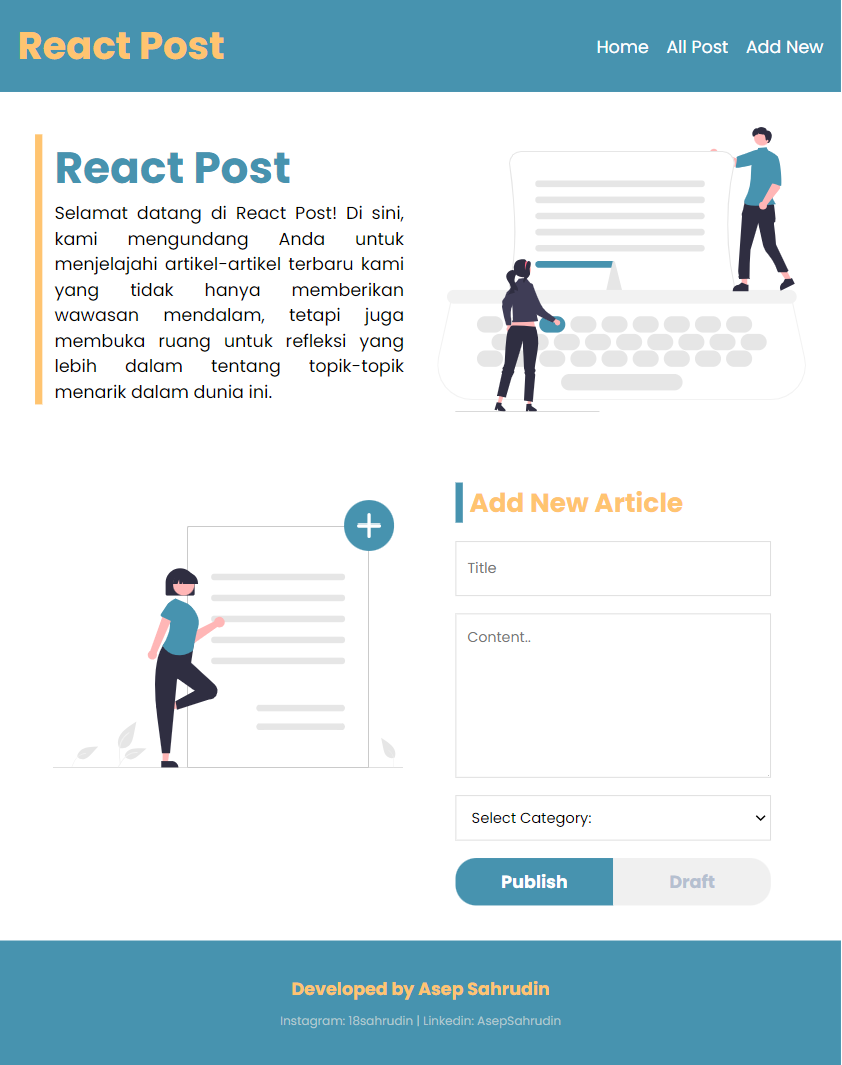 React Post
Home All Post Add New
React Post
Selamat datang di React Post! Di sini,
kami mengundang Anda untuk
menjelajahi artikel-artikel terbaru kami
yang tidak hanya memberikan
wawasan mendalam, tetapi juga
membuka ruang untuk refleksi yang
lebih dalam tentang topik-topik
menarik dalam dunia ini.
Add New Article
Title
Content..
Select Category:
Publish Draft
Developed by Asep Sahrudin
Instagram: 18sahrudin | Linkedin: AsepSahrudin